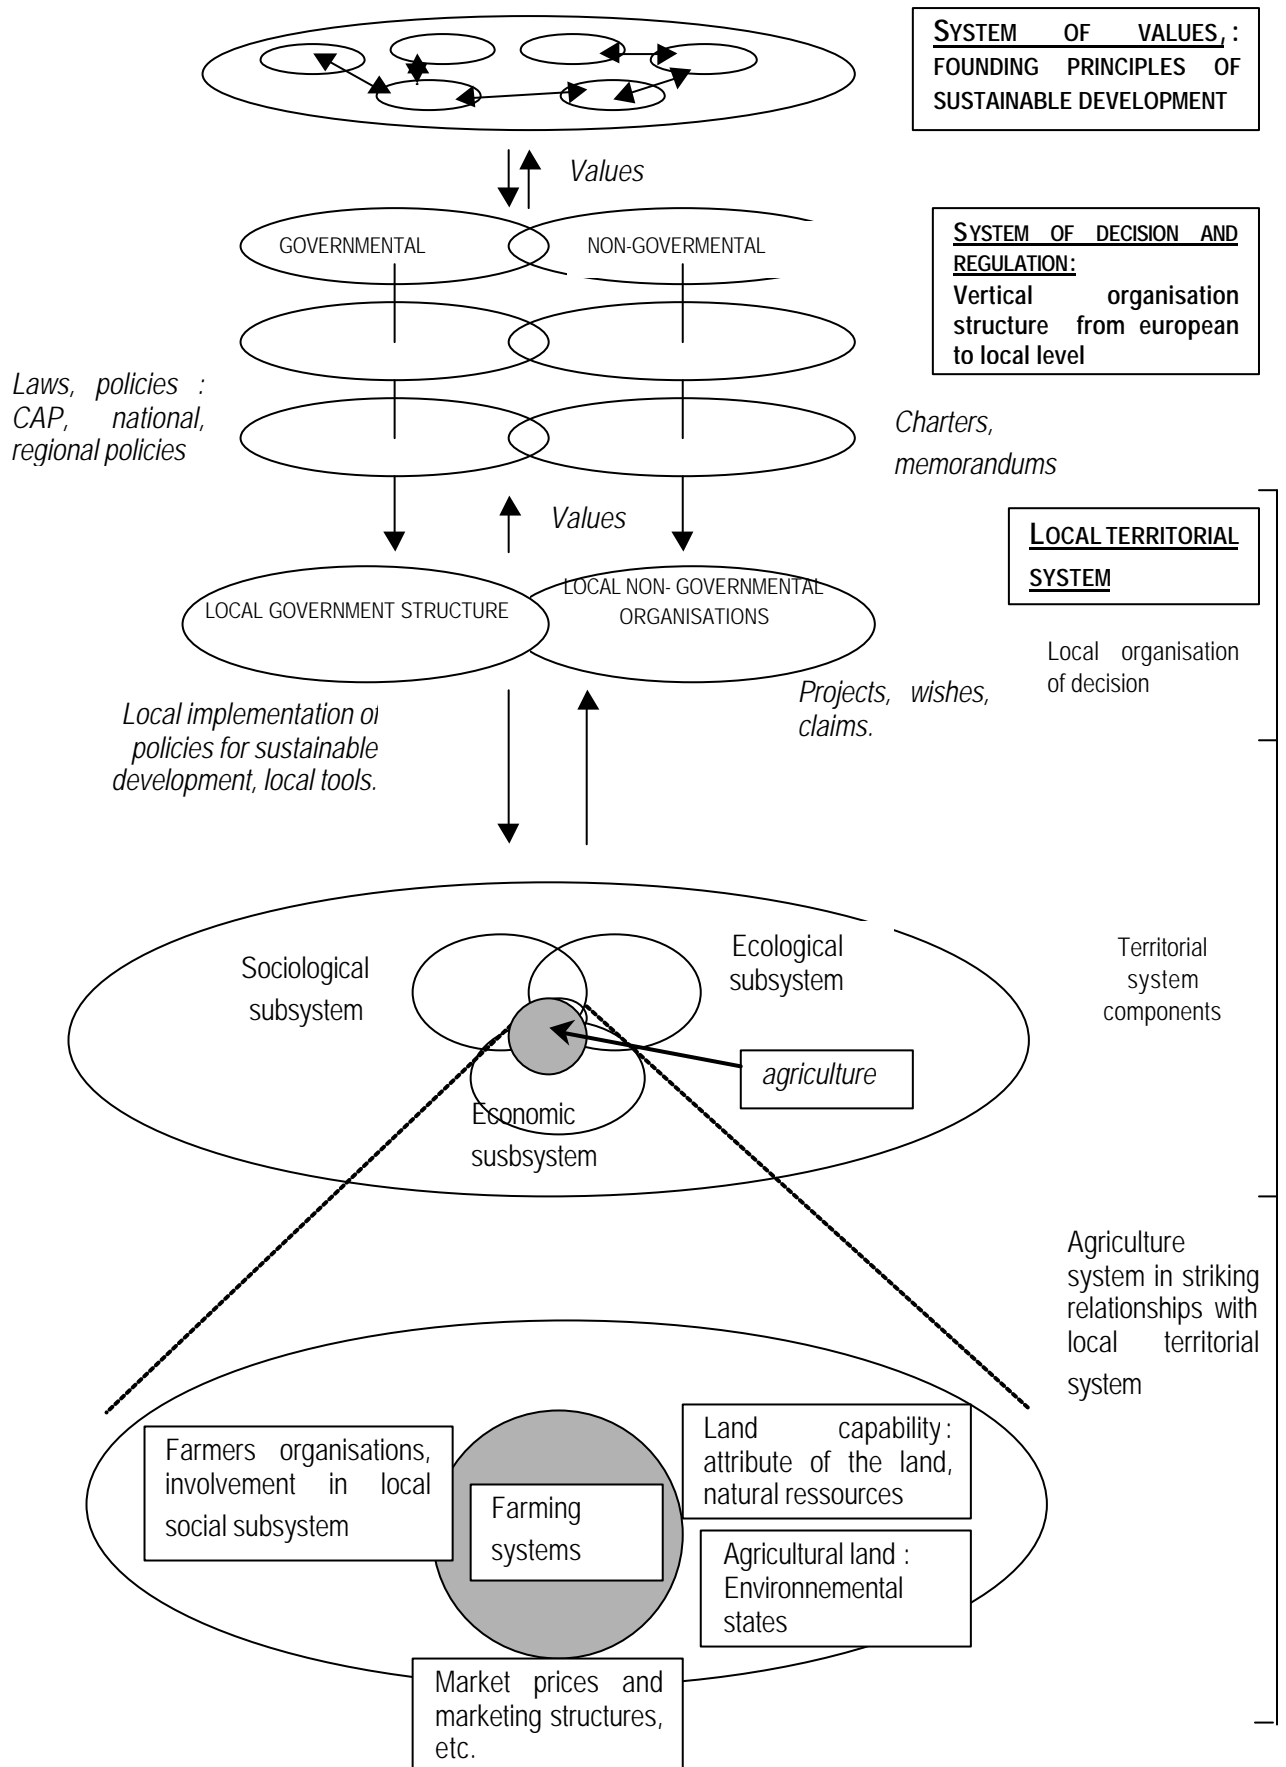 SYSTEM OF VALUES, :
FOUNDING PRINCIPLES OF
SUSTAINABLE DEVELOPMENT
Values
GOVERNMENTAL
NON-GOVERMENTAL
SYSTEM OF DECISION AND
REGULATION:
Vertical organisation
structure from european
to local level
Laws, policies :
CAP, national,
regional policies
Charters,
memorandums
Values
LOCAL TERRITORIAL
SYSTEM
LOCAL GOVERNMENT STRUCTURE
LOCAL NON- GOVERNMENTAL
ORGANISATIONS
Local organisation
of decision
Projects, wishes,
claims.
Local implementation of
policies for sustainable
development, local tools.
Sociological
subsystem
Ecological
subsystem
Territorial
system
components
agriculture
Economic
susbsystem
Agriculture
system in striking
relationships with
local territorial
system
Farmers organisations,
involvement in local
social subsystem
Land capability :
attribute of the land,
natural ressources
Farming
systems
Agricultural land :
Environnemental
states
Market prices and
marketing structures,
etc.